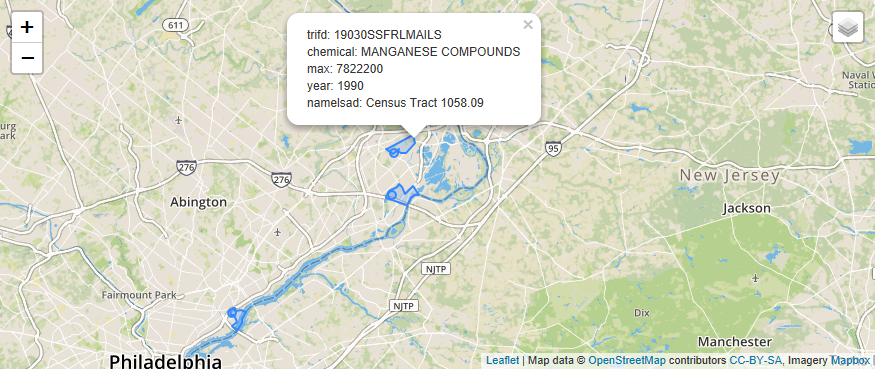 +
−
611
×
trifd: 19030SSFRLMAILS
chemical: MANGANESE COMPOUNDS
max: 7822200
year: 1990
namelsad: Census Tract 1058.09
Naval W
Station
urg
Park
276
276
95
New Jersey
Abington
Jackson
NJTP
Fairmount Park
NJTP
Dix
Manchester
Philadelphia
Leaflet | Map data © OpenStreetMap contributors CC-BY-SA, Imagery Mapbox